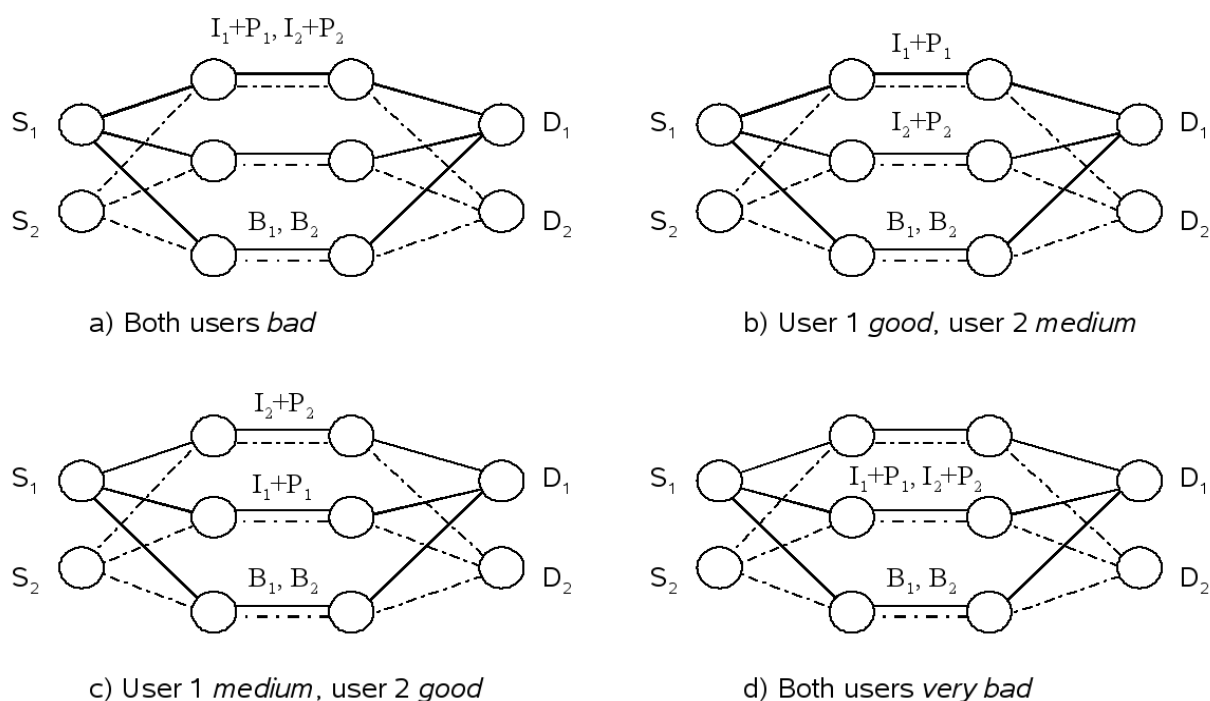 I₁+P₁, I₂+P₂
S₁
D₁
S₂
D₂
B₁, B₂
a) Both users bad
I₁+P₁
S₁
I₂+P₂
D₁
S₂
D₂
B₁, B₂
b) User 1 good, user 2 medium
I₂+P₂
S₁
I₁+P₁
D₁
S₂
D₂
B₁, B₂
c) User 1 medium, user 2 good
S₁
I₁+P₁, I₂+P₂
D₁
S₂
D₂
B₁, B₂
d) Both users very bad